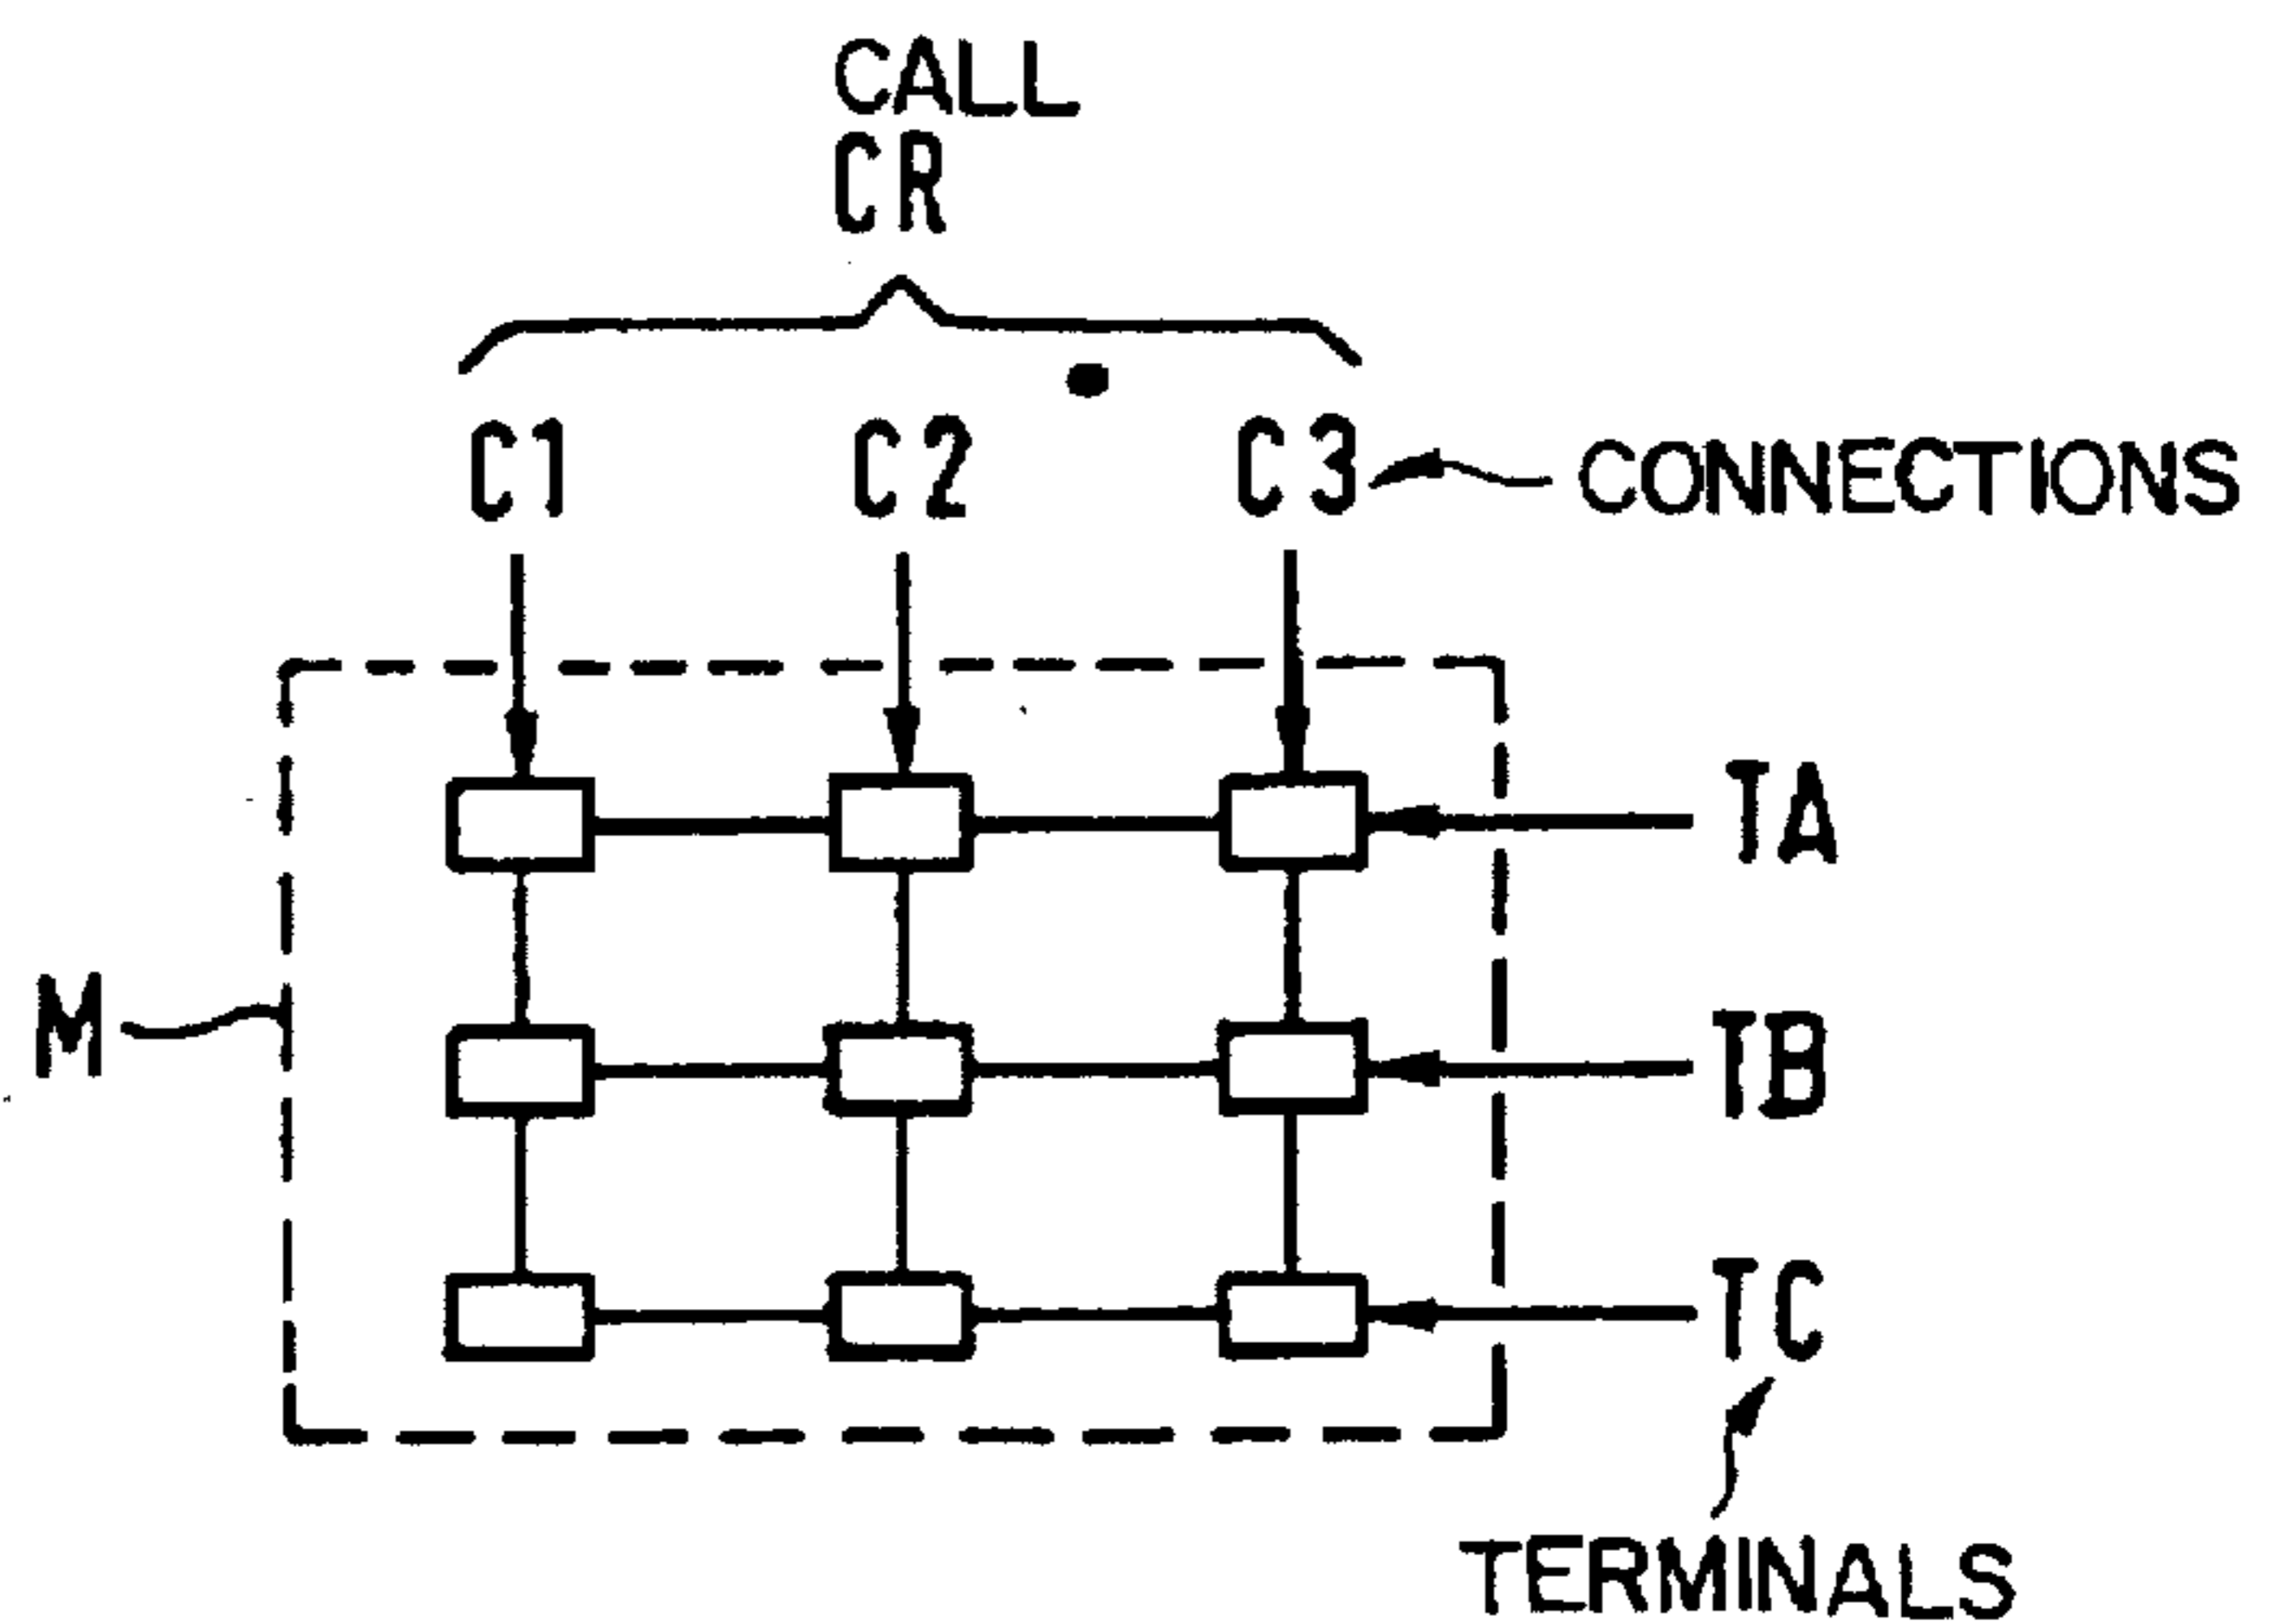 CALL
CR
C1 C2 C3 CONNECTIONS
TA
M
TB
TC
TERMINALS